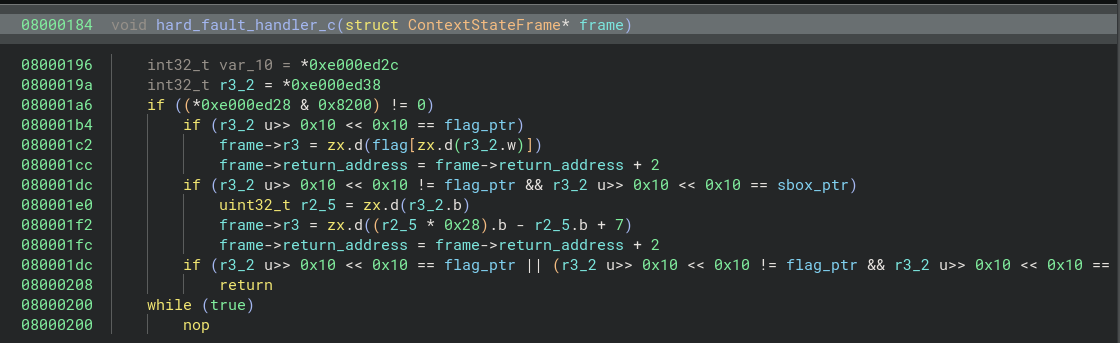 08000184 void hard_fault_handler_c(struct ContextStateFrame* frame)
08000196 int32_t var_10 = *0xe000ed2c
0800019a int32_t r3_2 = *0xe000ed38
080001a6 if ((*0xe000ed28 & 0x8200) != 0)
080001b4 if (r3_2 u>> 0x10 << 0x10 == flag_ptr)
080001c2 frame->r3 = zx.d(flag[zx.d(r3_2.w)])
080001cc frame->return_address = frame->return_address + 2
080001dc if (r3_2 u>> 0x10 << 0x10 != flag_ptr && r3_2 u>> 0x10 << 0x10 == sbox_ptr)
080001e0 uint32_t r2_5 = zx.d(r3_2.b)
080001f2 frame->r3 = zx.d((r2_5 * 0x28).b - r2_5.b + 7)
080001fc frame->return_address = frame->return_address + 2
080001dc if (r3_2 u>> 0x10 << 0x10 == flag_ptr || (r3_2 u>> 0x10 << 0x10 != flag_ptr && r3_2 u>> 0x10 << 0x10 ==
08000208 return
08000200 while (true)
08000200 nop